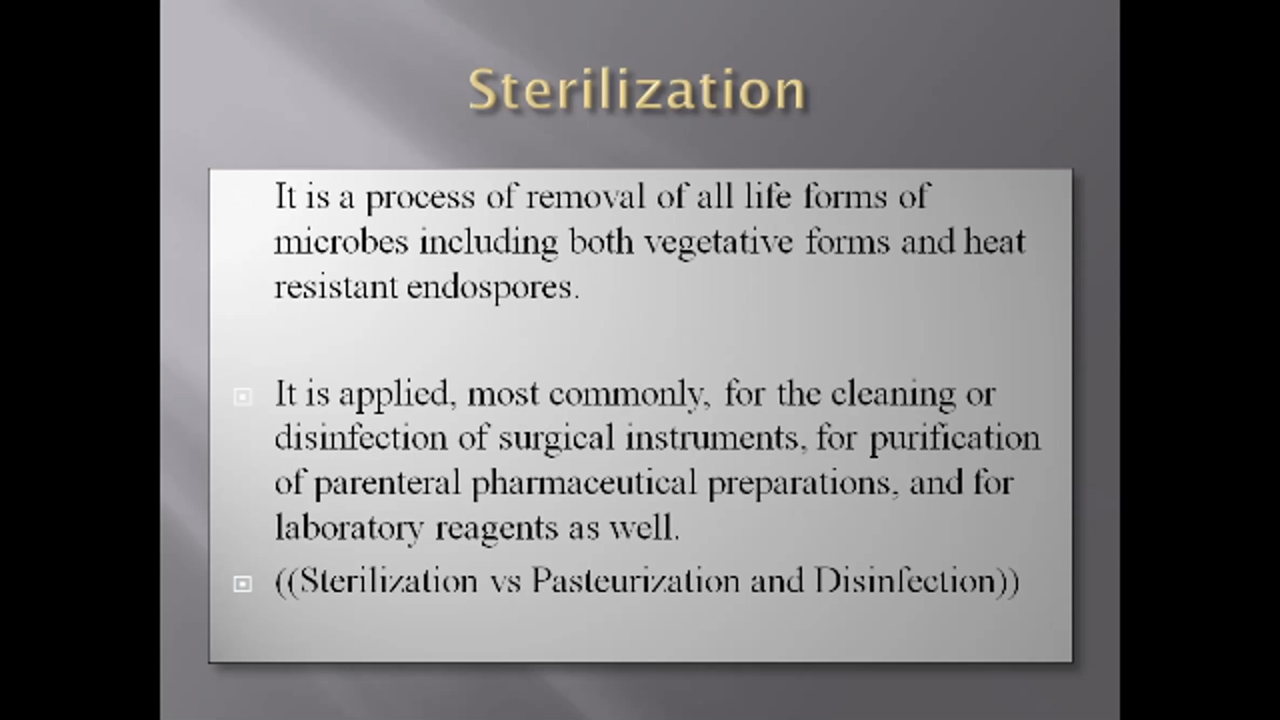 Sterilization
It is a process of removal of all life forms of
microbes including both vegetative forms and heat
resistant endospores.
It is applied, most commonly, for the cleaning or
disinfection of surgical instruments, for purification
of parenteral pharmaceutical preparations, and for
laboratory reagents as well.
((Sterilization vs Pasteurization and Disinfection))